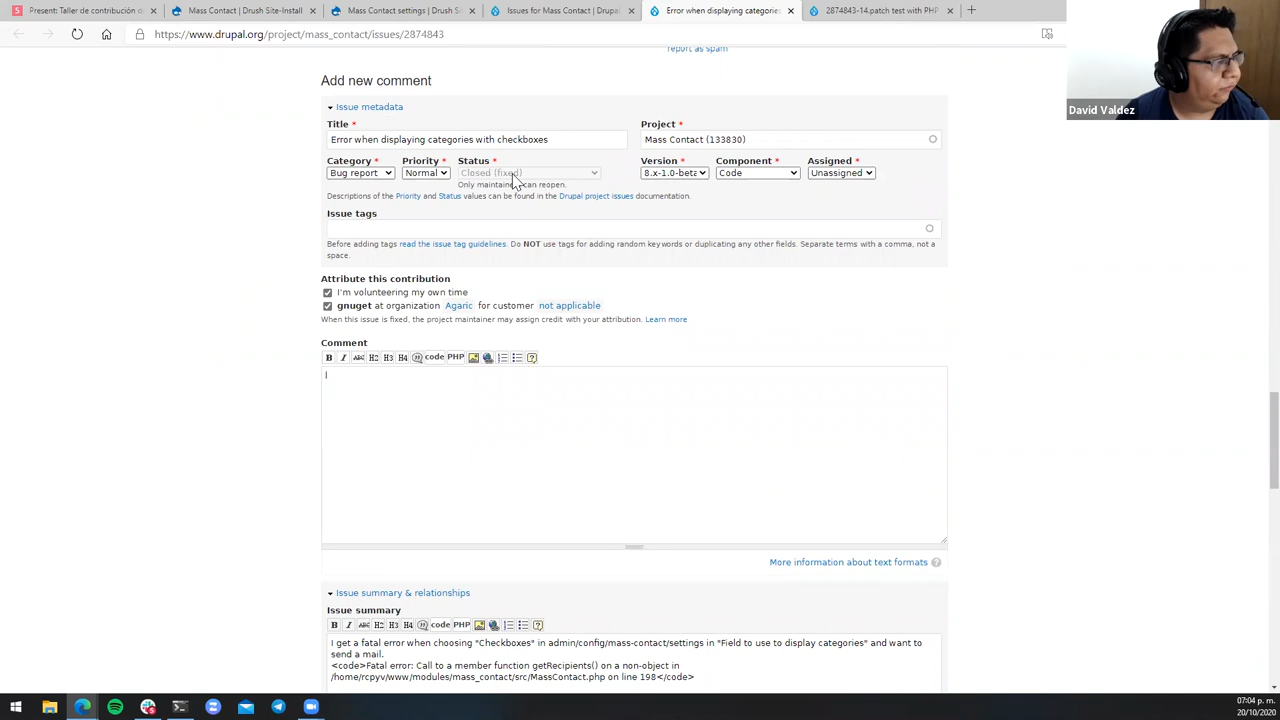 Present: Taller de contribución de
Mass Contact | Drush Site-Install
Mass Contact settings | Drush S
Issues for Mass Contact | Drupal
Error when displaying categories
2874843-14.patch test with PHP
https://www.drupal.org/project/mass_contact/issues/2874843
David Valdez
report as spam
Add new comment
Issue metadata
Title * Project *
Error when displaying categories with checkboxes Mass Contact (133830)
Category * Priority * Status * Version * Component * Assigned *
Bug report Normal Closed (fixed) 8.x-1.0-beta Code Unassigned
Only maintainers can reopen.
Descriptions of the Priority and Status values can be found in the Drupal project issues documentation.
Issue tags
Before adding tags read the issue tag guidelines. Do NOT use tags for adding random keywords or duplicating any other fields. Separate terms with a comma, not a
space.
Attribute this contribution
I'm volunteering my own time
gnuget at organization Agaric for customer not applicable
When this issue is fixed, the project maintainer may assign credit with your attribution. Learn more
Comment
B I ABC H2 H3 H4 code PHP
More information about text formats
Issue summary & relationships
Issue summary
B I ABC H2 H3 H4 code PHP
I get a fatal error when choosing "Checkboxes" in admin/config/mass-contact/settings in "Field to use to display categories" and want to
send a mail.
<code>Fatal error: Call to a member function getRecipients() on a non-object in
/home/rcpyv/www/modules/mass_contact/src/MassContact.php on line 198</code>
07:04 p. m.
20/10/2020